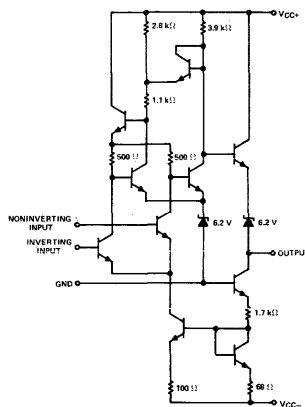 2.8 kΩ
3.9 kΩ
VCC+
1.1 kΩ
500 Ω
500 Ω
NONINVERTING
INPUT
6.2 V
6.2 V
INVERTING
INPUT
OUTPU
GND
1.7 kΩ
100 Ω
68 Ω
VCC−